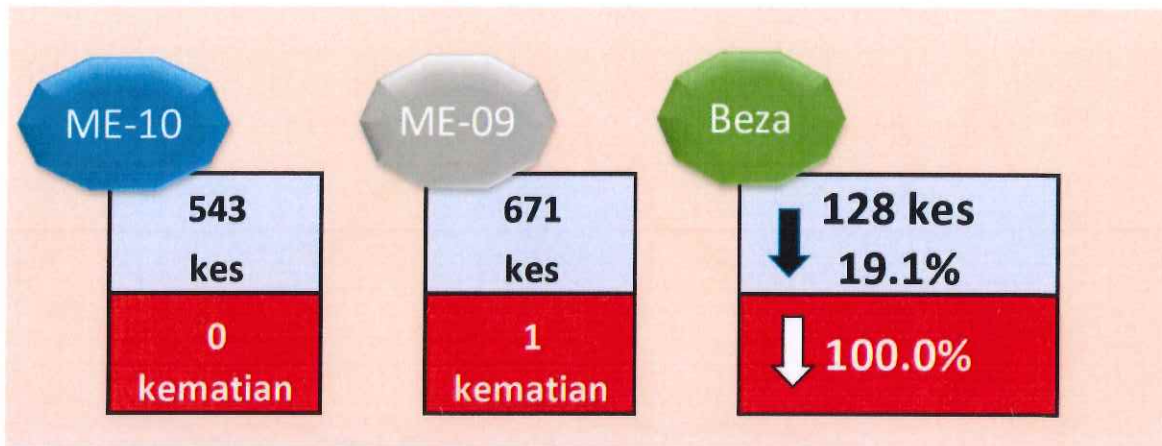 ME-10
543
kes
0
kematian
ME-09
671
kes
1
kematian
Beza
128 kes
19.1%
100.0%